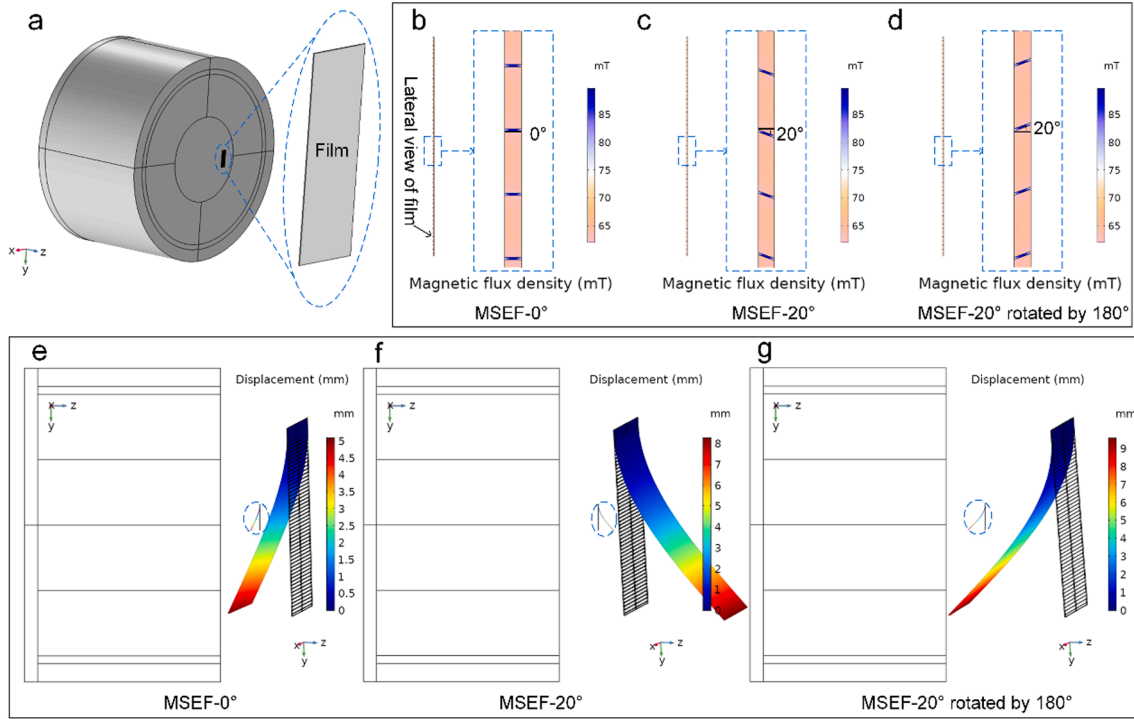 a
Film
x
z
y
b
Lateral view of film
0°
mT
85
80
75
70
65
Magnetic flux density (mT)
MSEF-0°
c
20°
mT
85
80
75
70
65
Magnetic flux density (mT)
MSEF-20°
d
20°
mT
85
80
75
70
65
Magnetic flux density (mT)
MSEF-20° rotated by 180°
e
x
z
y
Displacement (mm)
mm
5
4.5
4
3.5
3
2.5
2
1.5
1
0.5
0
x
z
y
MSEF-0°
f
x
z
y
Displacement (mm)
mm
8
7
6
5
4
3
2
1
0
x
z
y
MSEF-20°
g
x
z
y
Displacement (mm)
mm
9
8
7
6
5
4
3
2
1
0
x
z
y
MSEF-20° rotated by 180°